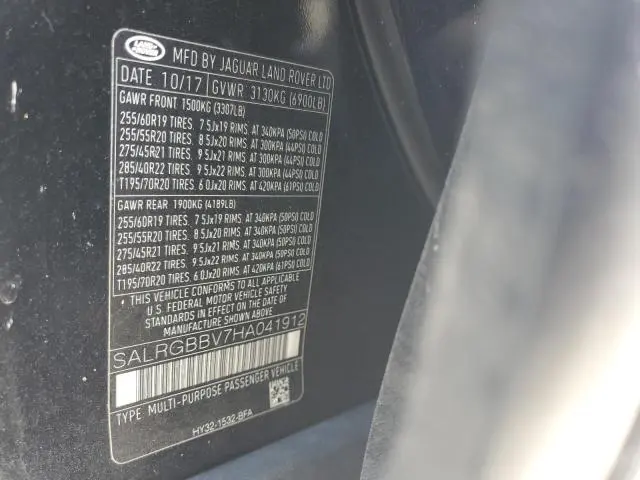 LAND ROVER
MFD BY JAGUAR LAND ROVER LTD
DATE 10/17 GVWR 3130KG (6900LB)
GAWR FRONT 1500KG (3307LB)
255/60R19 TIRES, 7 5Jx19 RIMS, AT 340KPA (50PSI) COLD
255/55R20 TIRES, 8 5Jx20 RIMS, AT 300KPA (44PSI) COLD
275/45R21 TIRES, 9 5Jx21 RIMS, AT 300KPA (44PSI) COLD
285/40R22 TIRES, 9 5Jx22 RIMS, AT 300KPA (44PSI) COLD
T195/70R20 TIRES, 6 0Jx20 RIMS, AT 420KPA (61PSI) COLD
GAWR REAR 1900KG (4189LB)
255/60R19 TIRES, 7 5Jx19 RIMS, AT 340KPA (50PSI) COLD
255/55R20 TIRES, 8 5Jx20 RIMS, AT 340KPA (50PSI) COLD
275/45R21 TIRES, 9 5Jx21 RIMS, AT 340KPA (50PSI) COLD
285/40R22 TIRES, 9 5Jx22 RIMS, AT 340KPA (50PSI) COLD
T195/70R20 TIRES, 6 0Jx20 RIMS, AT 420KPA (61PSI) COLD
* THIS VEHICLE CONFORMS TO ALL APPLICABLE
U.S. FEDERAL MOTOR VEHICLE SAFETY
STANDARDS IN EFFECT ON THE DATE OF
MANUFACTURE SHOWN ABOVE *
SALRGBBV7HA041912
TYPE: MULTI-PURPOSE PASSENGER VEHICLE
HY32-1532-BFA